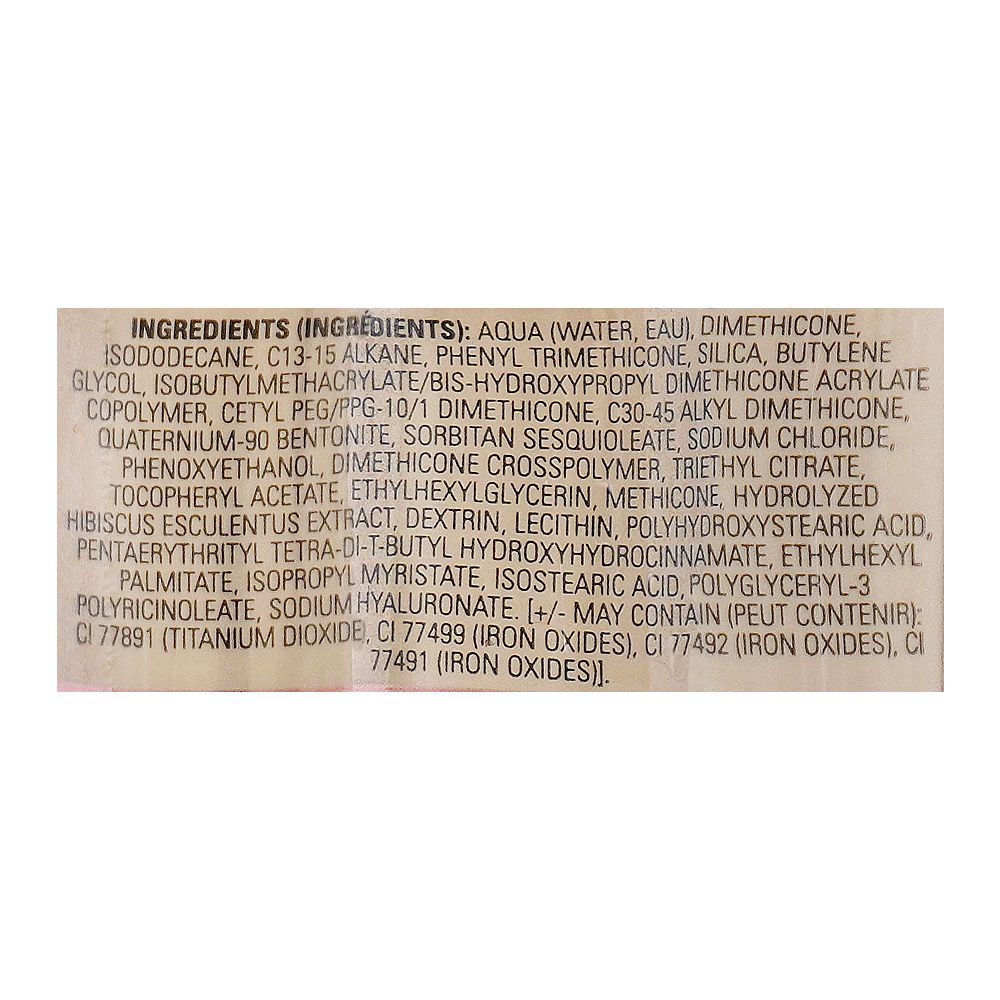 INGREDIENTS (INGRÉDIENTS): AQUA (WATER, EAU), DIMETHICONE,
ISODODECANE, C13-15 ALKANE, PHENYL TRIMETHICONE, SILICA, BUTYLENE
GLYCOL, ISOBUTYLMETHACRYLATE/BIS-HYDROXYPROPYL DIMETHICONE ACRYLATE
COPOLYMER, CETYL PEG/PPG-10/1 DIMETHICONE, C30-45 ALKYL DIMETHICONE,
QUATERNIUM-90 BENTONITE, SORBITAN SESQUIOLEATE, SODIUM CHLORIDE,
PHENOXYETHANOL, DIMETHICONE CROSSPOLYMER, TRIETHYL CITRATE,
TOCOPHERYL ACETATE, ETHYLHEXYLGLYCERIN, METHICONE, HYDROLYZED
HIBISCUS ESCULENTUS EXTRACT, DEXTRIN, LECITHIN, POLYHYDROXYSTEARIC ACID,,
PENTAERYTHRITYL TETRA-DI-T-BUTYL HYDROXYHYDROCINNAMATE, ETHYLHEXYL
PALMITATE, ISOPROPYL MYRISTATE, ISOSTEARIC ACID, POLYGLYCERYL-3
POLYRICINOLEATE, SODIUM HYALURONATE. [+/- MAY CONTAIN (PEUT CONTENIR):
CI 77891 (TITANIUM DIOXIDE), CI 77499 (IRON OXIDES), CI 77492 (IRON OXIDES), CI
77491 (IRON OXIDES)].